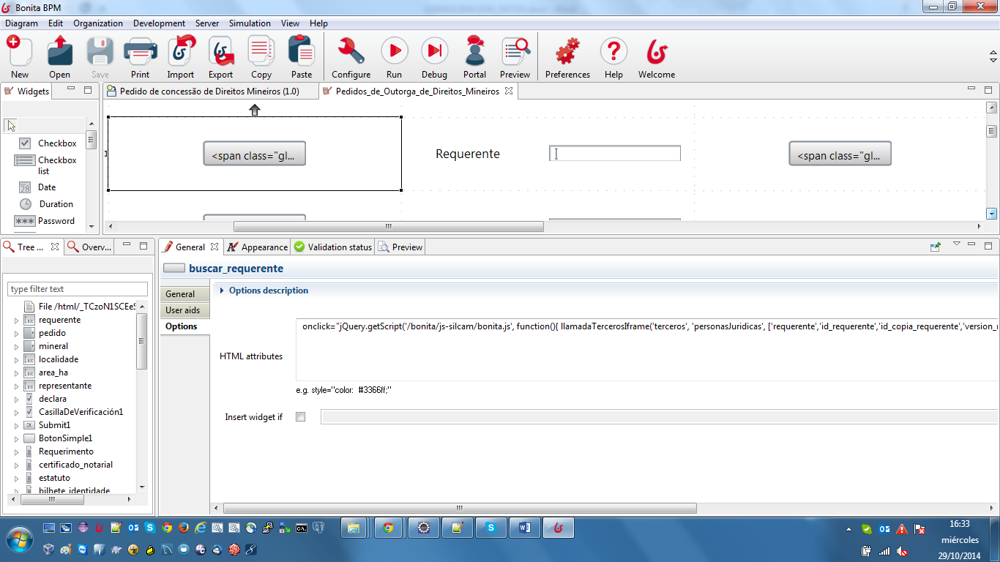 Bonita BPM
Diagram Edit Organization Development Server Simulation View Help
New Open Save Print Import Export Copy Paste Configure Run Debug Portal Preview Preferences Help Welcome
Widgets
Pedido de concessão de Direitos Mineiros (1.0)
Pedidos_de_Outorga_de_Direitos_Mineiros
Checkbox
Checkbox
list
Date
28
Duration
Password
<span class="gl...
Requerente
<span class="gl...
Tree ...
Overv...
type filter text
File /html/_TCzoN1SCEeS
requerente
pedido
mineral
localidade
area_ha
representante
declara
CasillaDeVerificación1
Submit1
BotonSimple1
Requerimento
certificado_notarial
estatuto
bilhete_identidade
General Appearance Validation status Preview
buscar_requerente
General
User aids
Options
Options description
HTML attributes
onclick="jQuery.getScript('/bonita/js-silcam/bonita.js', function(){ llamadaTercerosIframe('terceros', 'personasJuridicas', ['requerente','id_requerente','id_copia_requerente','version_
e.g. style="color: #3366ff;"
Insert widget if
16:33
miércoles
29/10/2014